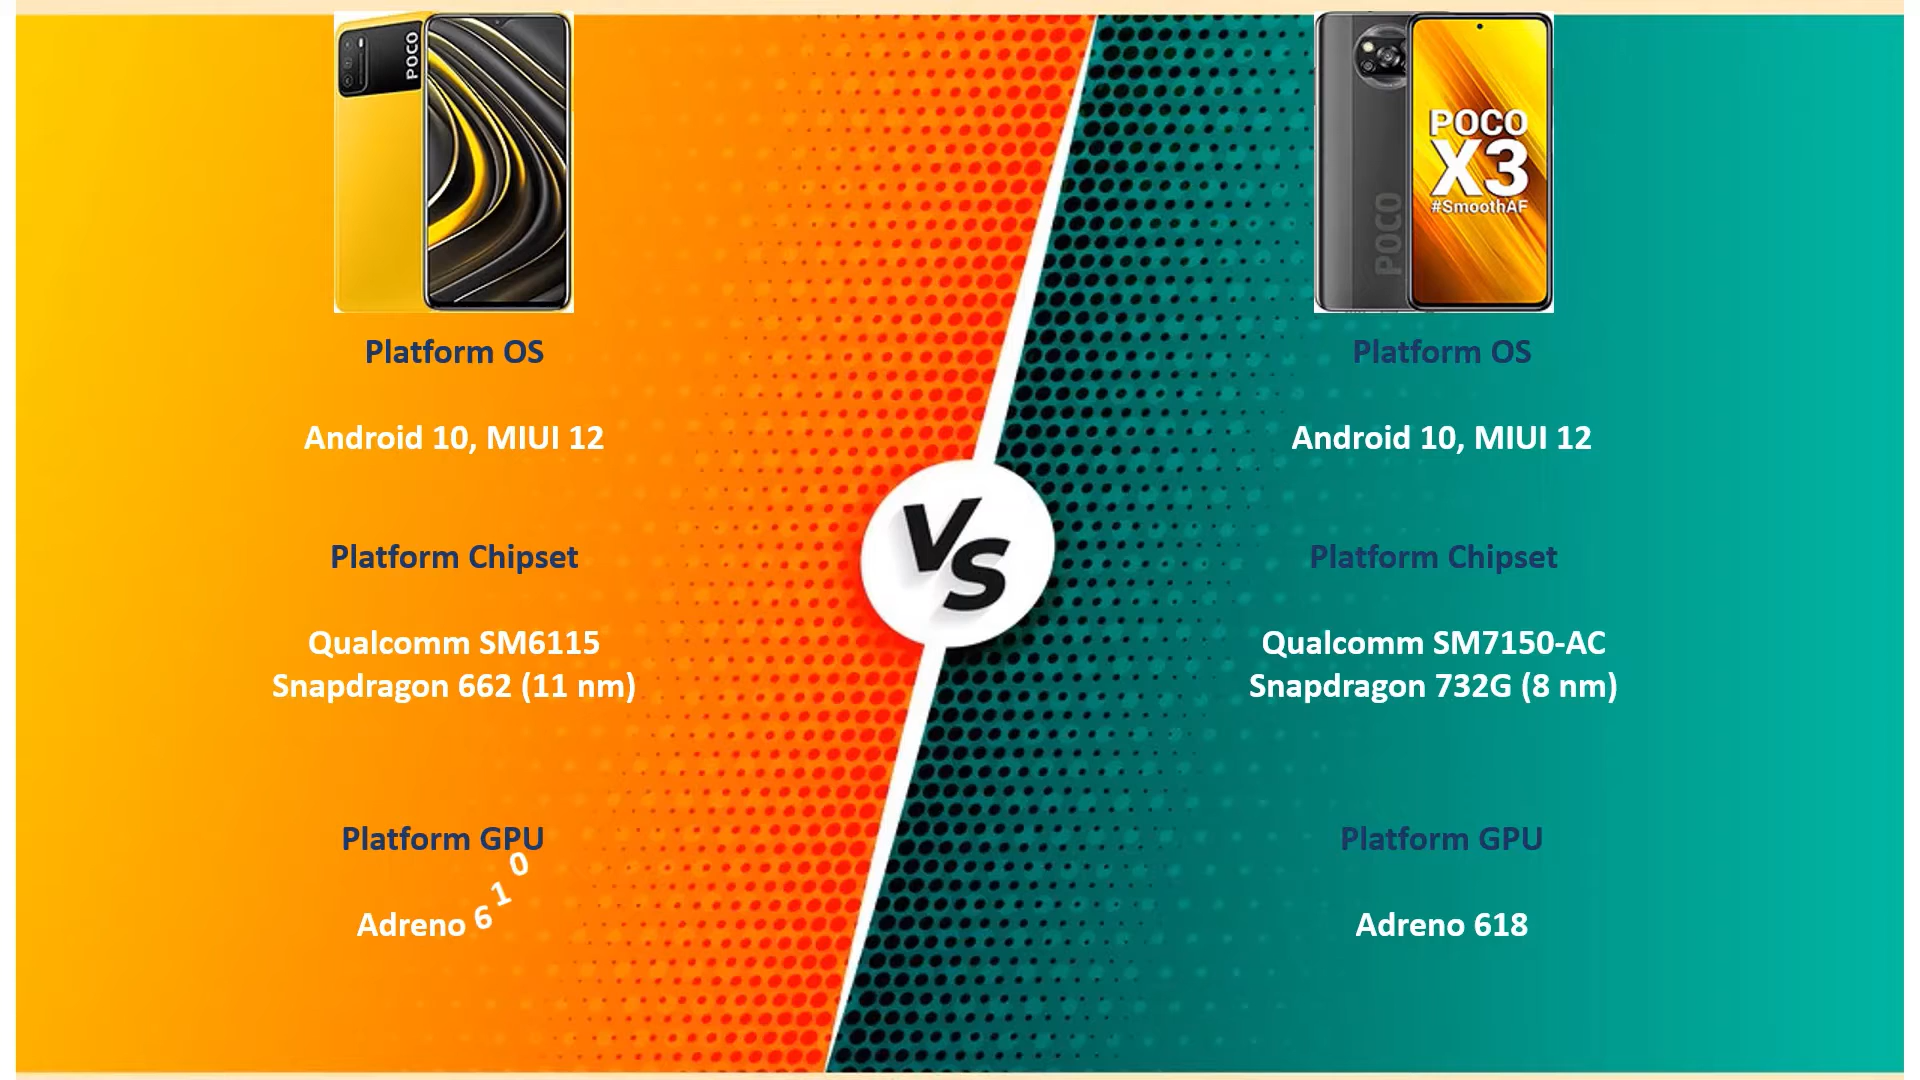 POCO
Platform OS
Android 10, MIUI 12
Platform Chipset
Qualcomm SM6115
Snapdragon 662 (11 nm)
Platform GPU
Adreno 610
VS
POCO
POCO
X3
#SmoothAF
Platform OS
Android 10, MIUI 12
Platform Chipset
Qualcomm SM7150-AC
Snapdragon 732G (8 nm)
Platform GPU
Adreno 618